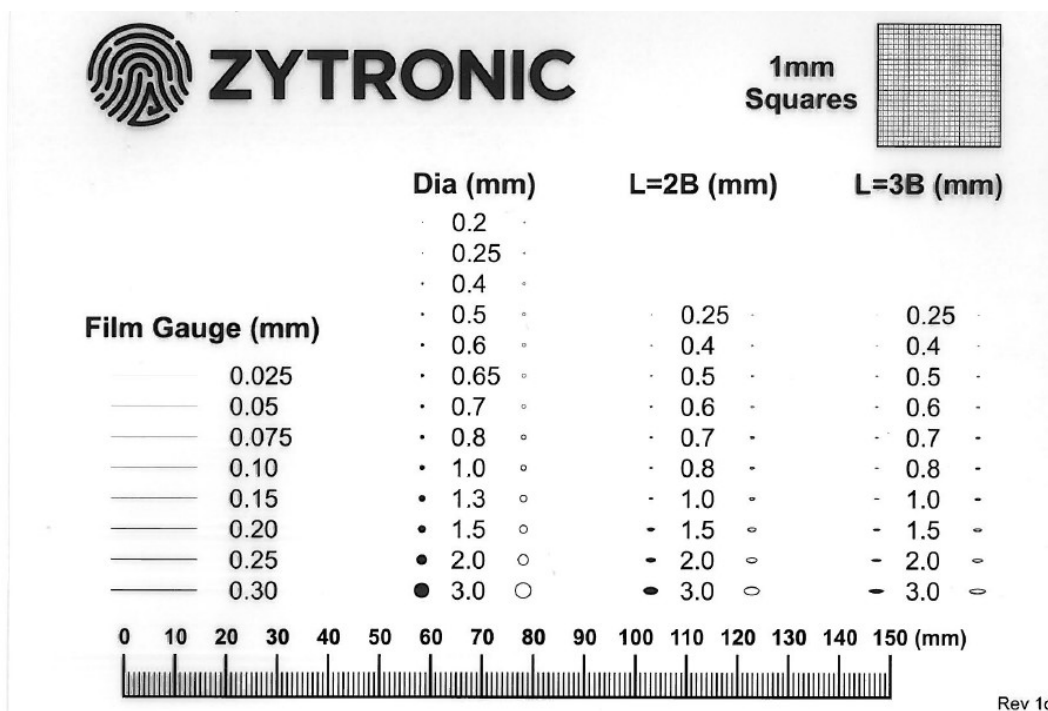 ZYTRONIC
1mm
Squares
Dia (mm) L=2B (mm) L=3B (mm)
0.2
0.25
0.4
0.5 0.25 0.25
Film Gauge (mm)
0.6 0.4 0.4
0.025 0.65 0.5 0.5
0.05 0.7 0.6 0.6
0.075 0.8 0.7 0.7
0.10 1.0 0.8 0.8
0.15 1.3 1.0 1.0
0.20 1.5 1.5 1.5
0.25 2.0 2.0 2.0
0.30 3.0 3.0 3.0
0 10 20 30 40 50 60 70 80 90 100 110 120 130 140 150 (mm)
Rev